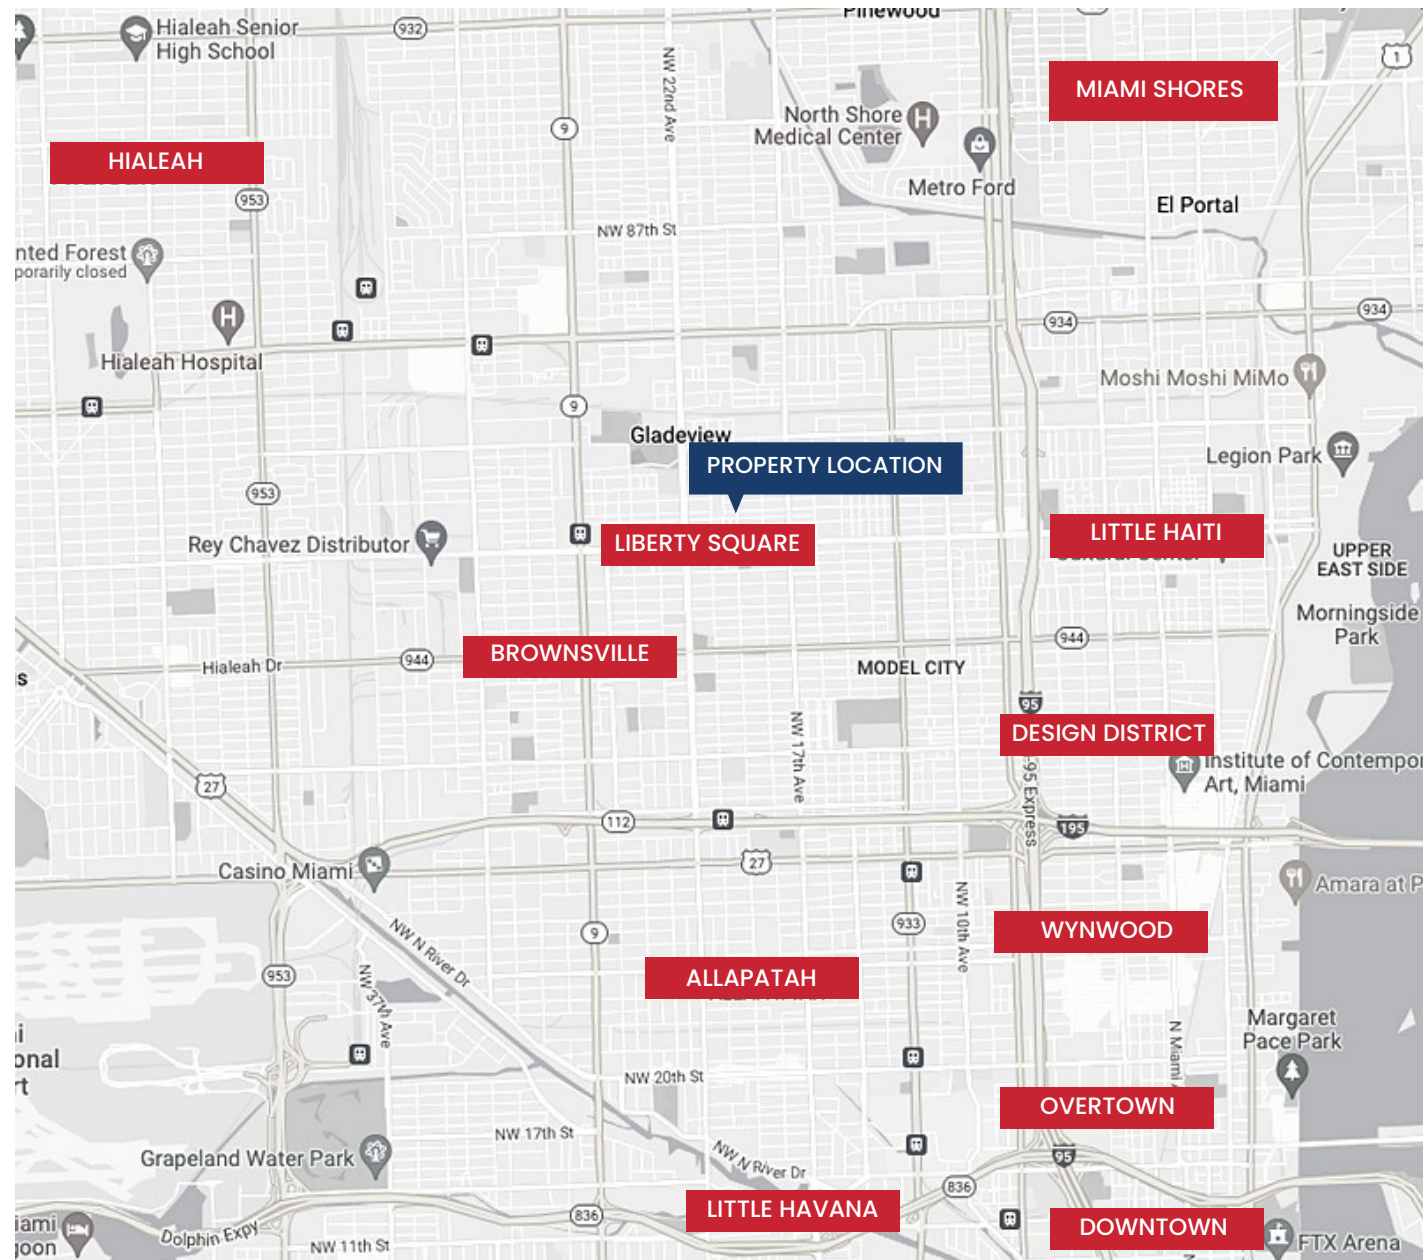 Pinewood
Hialeah Senior
High School
932
1
NW 22nd Ave
MIAMI SHORES
North Shore
Medical Center
H
9
Metro Ford
HIALEAH
953
El Portal
NW 87th St
nted Forest
porarily closed
H
Hialeah Hospital
934
934
Moshi Moshi MiMo
9
Gladeview
PROPERTY LOCATION
Legion Park
953
Rey Chavez Distributor
LIBERTY SQUARE
LITTLE HAITI
UPPER
EAST SIDE
Morningside
Park
944
BROWNSVILLE
Hialeah Dr
944
MODEL CITY
s
95
NW 17th Ave
DESIGN DISTRICT
Institute of Contempor
Art, Miami
-95 Express
27
112
195
27
Casino Miami
Amara at P
NW 10th Ave
933
WYNWOOD
9
NW N River Dr
953
NW 37th Ave
ALLAPATAH
Margaret
Pace Park
N Miami A
i
onal
rt
NW 20th St
OVERTOWN
NW 17th St
Grapeland Water Park
NW N River Dr
95
836
LITTLE HAVANA
836
DOWNTOWN
iami
goon
Dolphin Expy
NW 11th St
FTX Arena